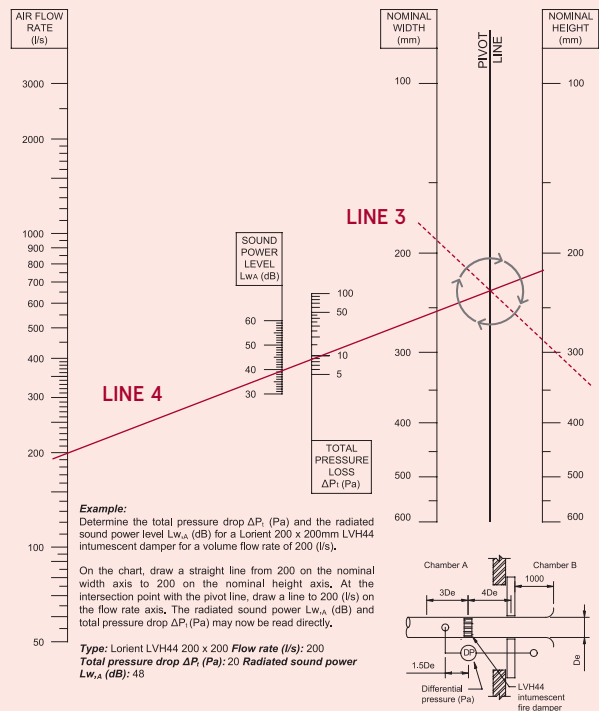 AIR FLOW
RATE
(l/s)
NOMINAL
WIDTH
(mm)
PIVOT
LINE
NOMINAL
HEIGHT
(mm)
3000
2000
1000
900
800
700
600
500
400
300
200
100
50
SOUND
POWER
LEVEL
LWA (dB)
60
50
40
30
100
50
10
5
TOTAL
PRESSURE
LOSS
ΔPt (Pa)
100
200
300
400
500
600
100
200
300
400
500
600
LINE 3
LINE 4
Example:
Determine the total pressure drop ΔPt (Pa) and the radiated
sound power level Lw,A (dB) for a Lorient 200 x 200mm LVH44
intumescent damper for a volume flow rate of 200 (l/s).
On the chart, draw a straight line from 200 on the nominal
width axis to 200 on the nominal height axis. At the
intersection point with the pivot line, draw a line to 200 (l/s) on
the flow rate axis. The radiated sound power Lw,A (dB) and
total pressure drop ΔPt (Pa) may now be read directly.
Type: Lorient LVH44 200 x 200 Flow rate (l/s): 200
Total pressure drop ΔPt (Pa): 20 Radiated sound power
Lw,A (dB): 48
Chamber A
Chamber B
3De
4De
1000
De
DP
1.5De
Differential
pressure (Pa)
LVH44
intumescent
fire damper